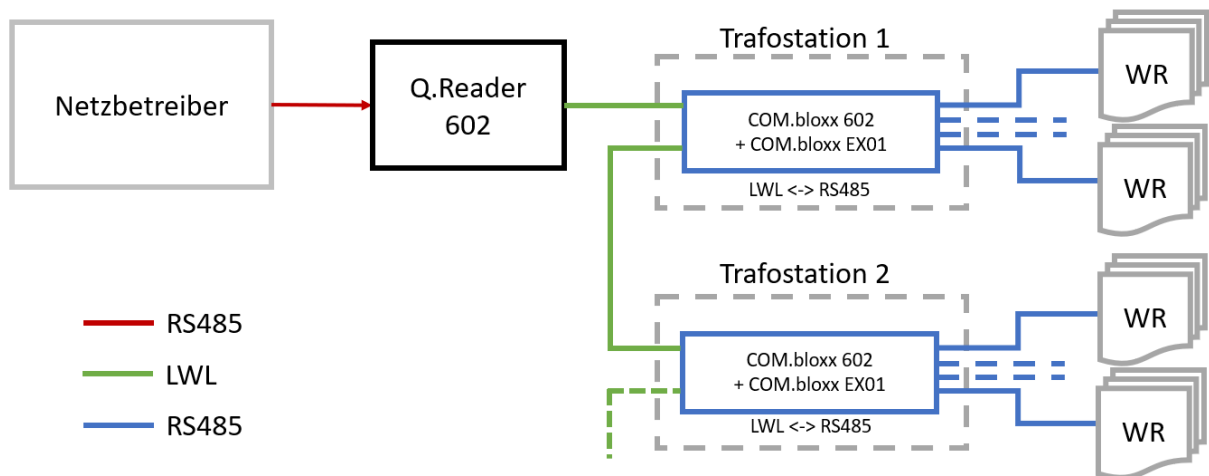 Netzbetreiber
Q.Reader
602
Trafostation 1
COM.bloxx 602
+ COM.bloxx EX01
LWL <-> RS485
WR
WR
Trafostation 2
COM.bloxx 602
+ COM.bloxx EX01
LWL <-> RS485
WR
WR
RS485
LWL
RS485